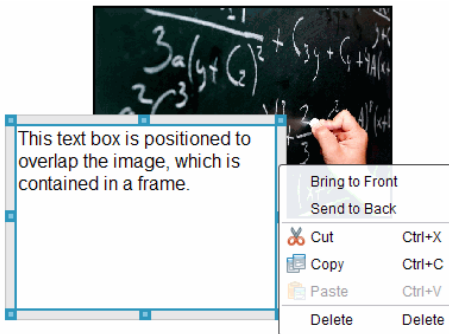 This text box is positioned to
overlap the image, which is
contained in a frame.
Bring to Front
Send to Back
Cut Ctrl+X
Copy Ctrl+C
Paste Ctrl+V
Delete Delete